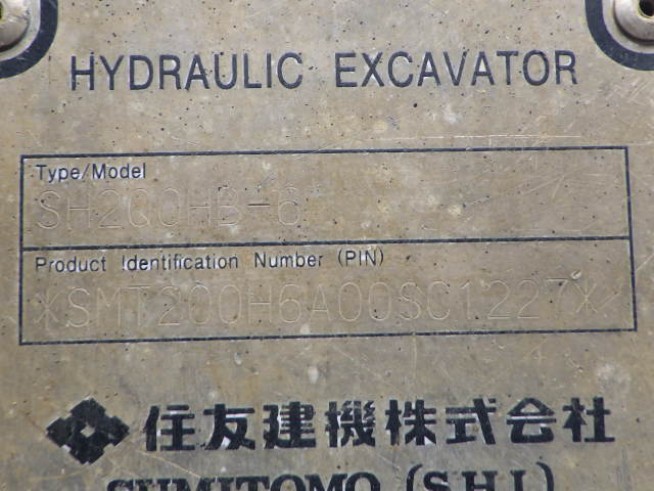 HYDRAULIC EXCAVATOR
Type/Model
SH200HB-6
Product Identification Number (PIN)
*SMT200H6A00SC1227*
住友建機株式会社
SUMITOMO (S.H.I.)